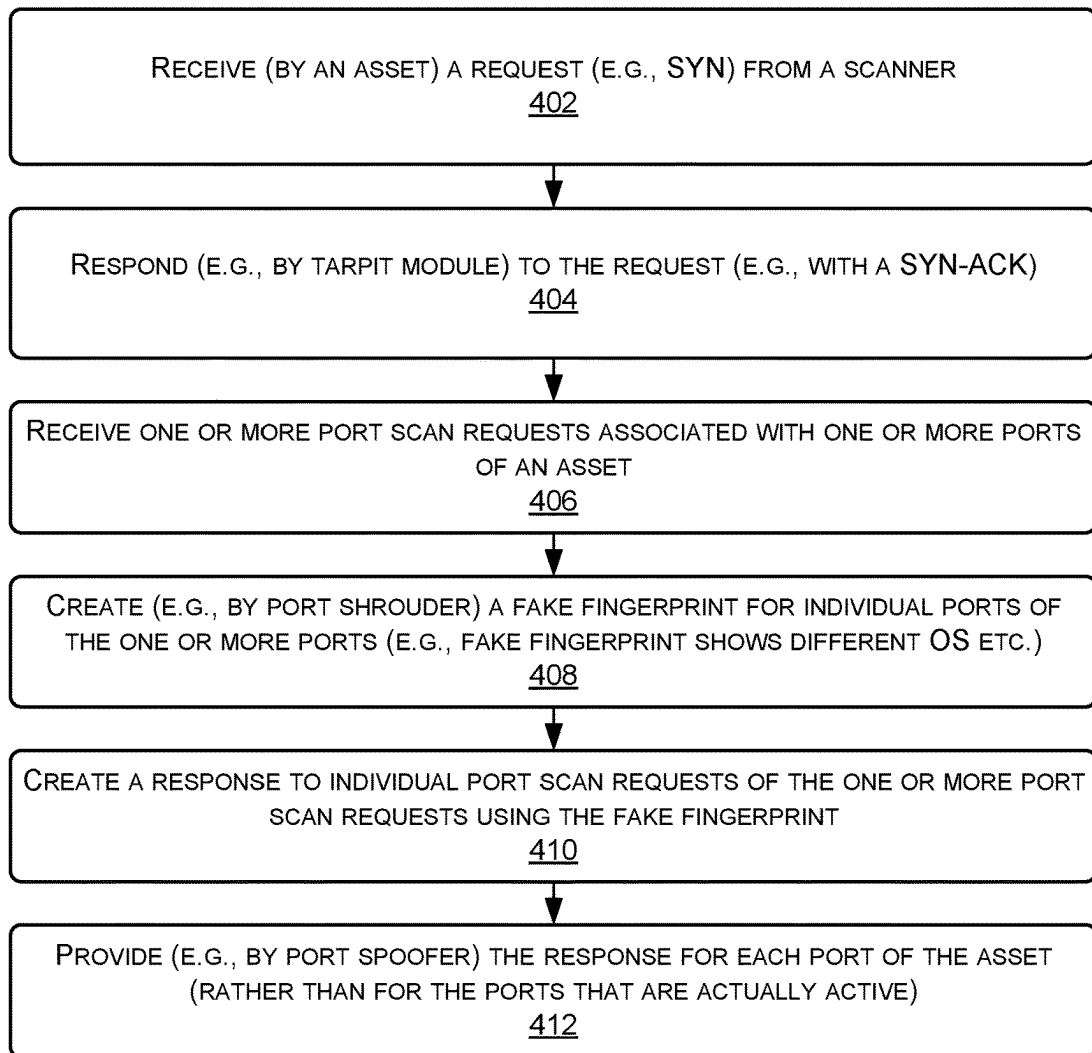 RECEIVE (BY AN ASSET) A REQUEST (E.G., SYN) FROM A SCANNER
402
RESPOND (E.G., BY TARPIT MODULE) TO THE REQUEST (E.G., WITH A SYN-ACK)
404
RECEIVE ONE OR MORE PORT SCAN REQUESTS ASSOCIATED WITH ONE OR MORE PORTS
OF AN ASSET
406
CREATE (E.G., BY PORT SHROUDER) A FAKE FINGERPRINT FOR INDIVIDUAL PORTS OF
THE ONE OR MORE PORTS (E.G., FAKE FINGERPRINT SHOWS DIFFERENT OS ETC.)
408
CREATE A RESPONSE TO INDIVIDUAL PORT SCAN REQUESTS OF THE ONE OR MORE PORT
SCAN REQUESTS USING THE FAKE FINGERPRINT
410
PROVIDE (E.G., BY PORT SPOOFER) THE RESPONSE FOR EACH PORT OF THE ASSET
(RATHER THAN FOR THE PORTS THAT ARE ACTUALLY ACTIVE)
412